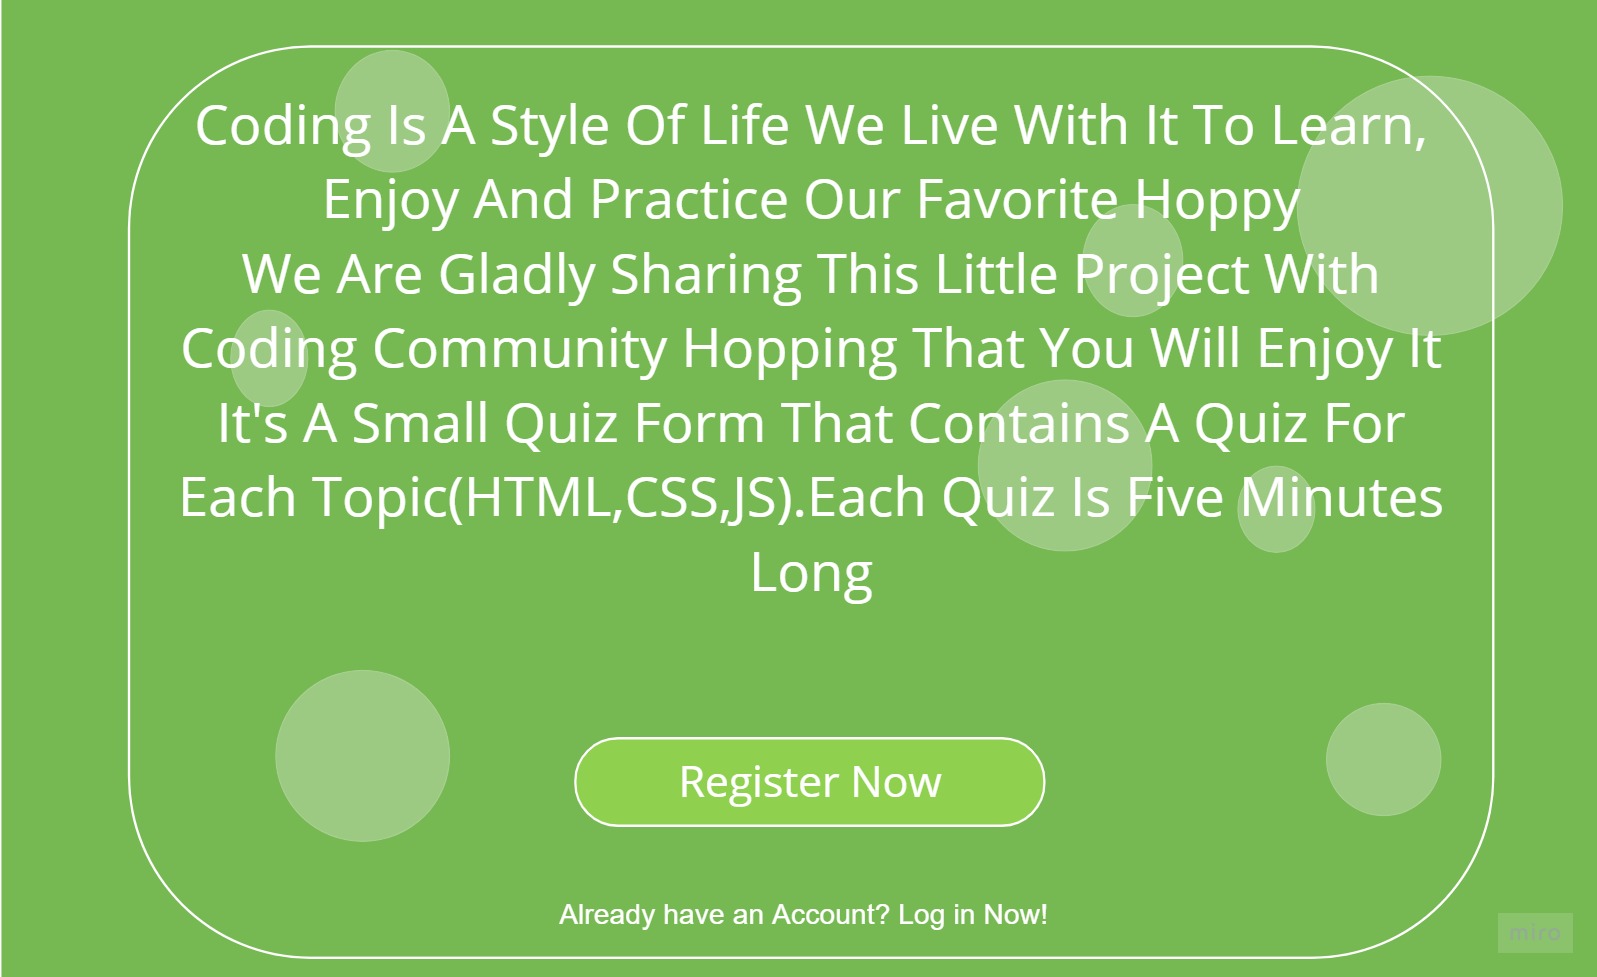 Coding Is A Style Of Life We Live With It To Learn,
Enjoy And Practice Our Favorite Hoppy
We Are Gladly Sharing This Little Project With
Coding Community Hopping That You Will Enjoy It
It's A Small Quiz Form That Contains A Quiz For
Each Topic(HTML,CSS,JS).Each Quiz Is Five Minutes
Long
Register Now
Already have an Account? Log in Now!
miro